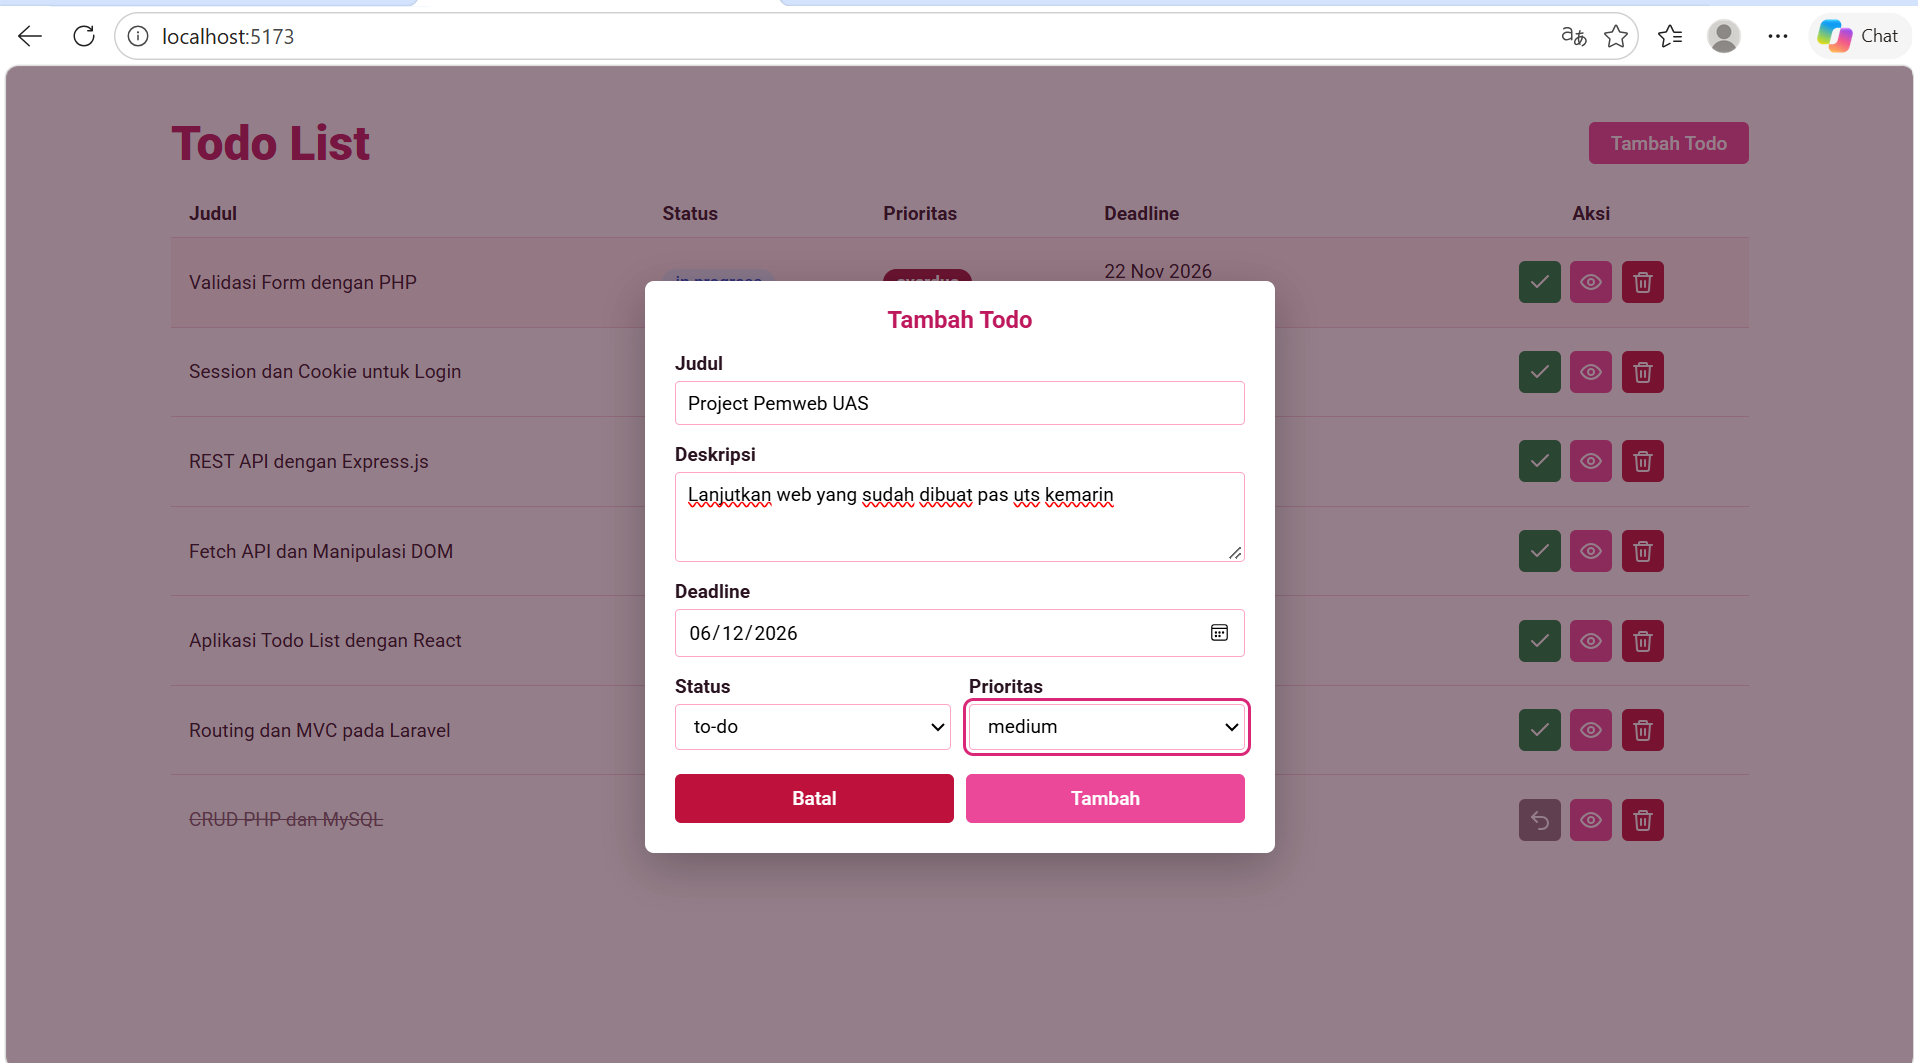 localhost:5173
Chat
Todo List
Tambah Todo
Judul Status Prioritas Deadline Aksi
Validasi Form dengan PHP in progress overdue 22 Nov 2026
Session dan Cookie untuk Login
REST API dengan Express.js
Fetch API dan Manipulasi DOM
Aplikasi Todo List dengan React
Routing dan MVC pada Laravel
CRUD PHP dan MySQL
Tambah Todo
Judul
Project Pemweb UAS
Deskripsi
Lanjutkan web yang sudah dibuat pas uts kemarin
Deadline
06/12/2026
Status Prioritas
to-do medium
Batal Tambah